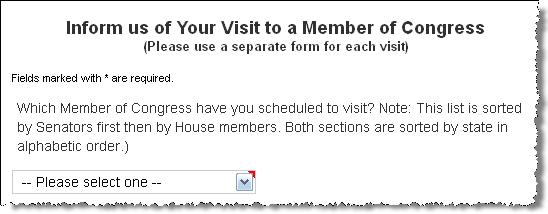 Inform us of Your Visit to a Member of Congress
(Please use a separate form for each visit)
Fields marked with * are required.
Which Member of Congress have you scheduled to visit? Note: This list is sorted
by Senators first then by House members. Both sections are sorted by state in
alphabetic order.)
-- Please select one --